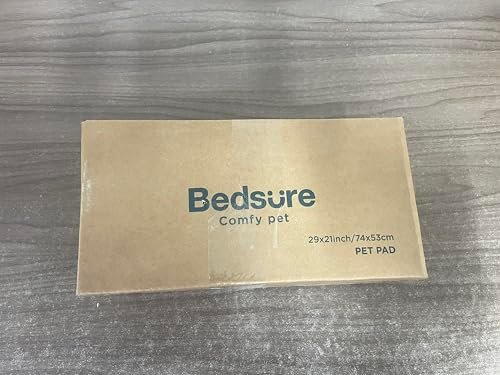 Bedsure
Comfy pet
29x21inch/74x53cm
PET PAD